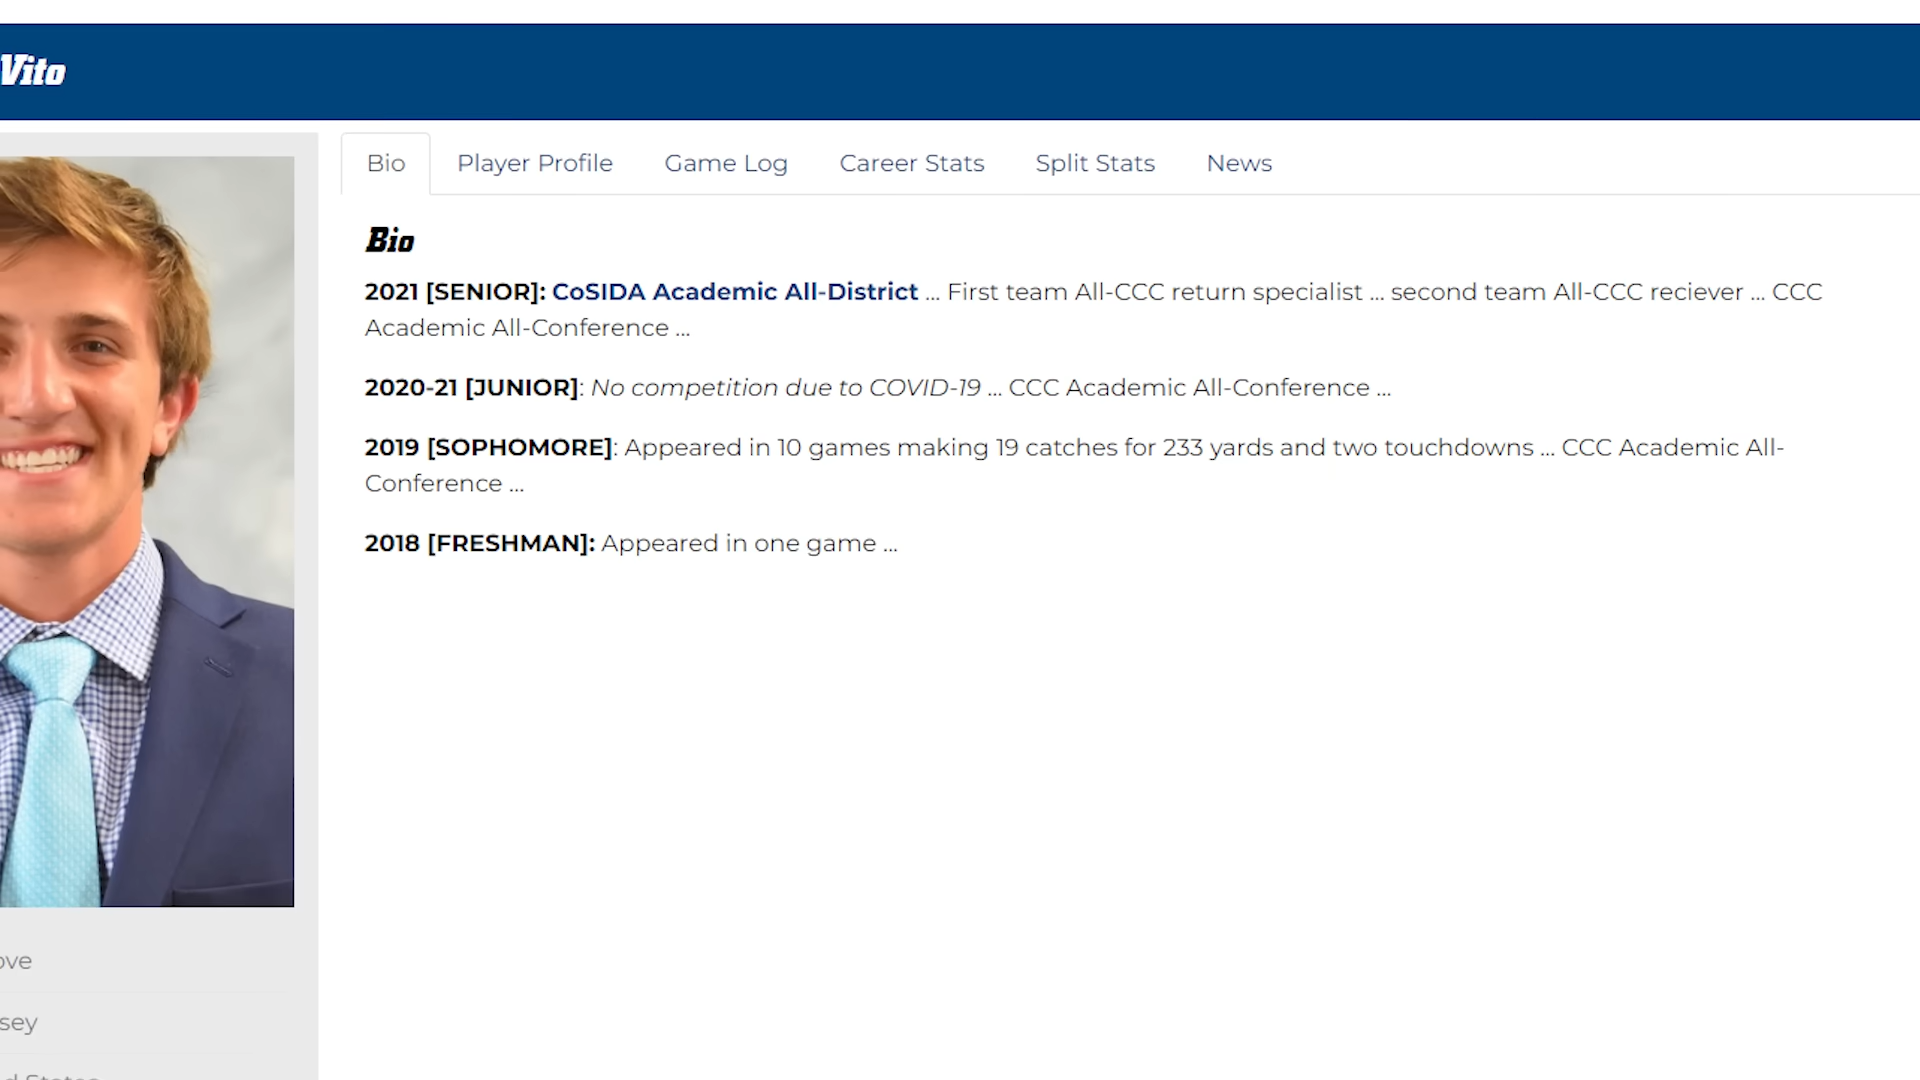 Vito
Bio Player Profile Game Log Career Stats Split Stats News
Bio
2021 [SENIOR]: CoSIDA Academic All-District ... First team All-CCC return specialist ... second team All-CCC reciever ... CCC
Academic All-Conference ...
2020-21 [JUNIOR]: No competition due to COVID-19 ... CCC Academic All-Conference ...
2019 [SOPHOMORE]: Appeared in 10 games making 19 catches for 233 yards and two touchdowns ... CCC Academic All-
Conference ...
2018 [FRESHMAN]: Appeared in one game ...